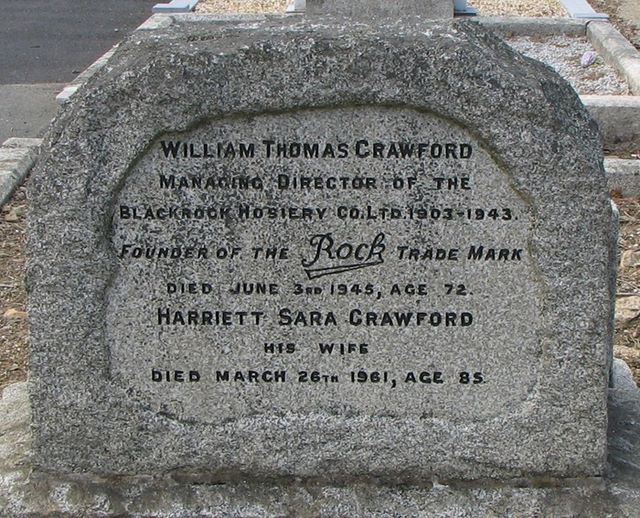 William Thomas Crawford
Managing Director of the
Blackrock Hosiery Co. Ltd. 1903-1943.
Founder of the Rock Trade Mark
died June 3rd 1945, age 72.
Harriett Sara Crawford
his wife
died March 26th 1961, age 85